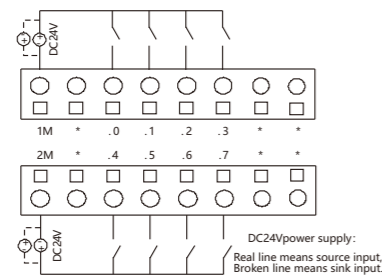 DC24V
1M * .0 .1 .2 .3 * *
2M * .4 .5 .6 .7 * *
DC24V
DC24Vpower supply:
Real line means source input,
Broken line means sink input.